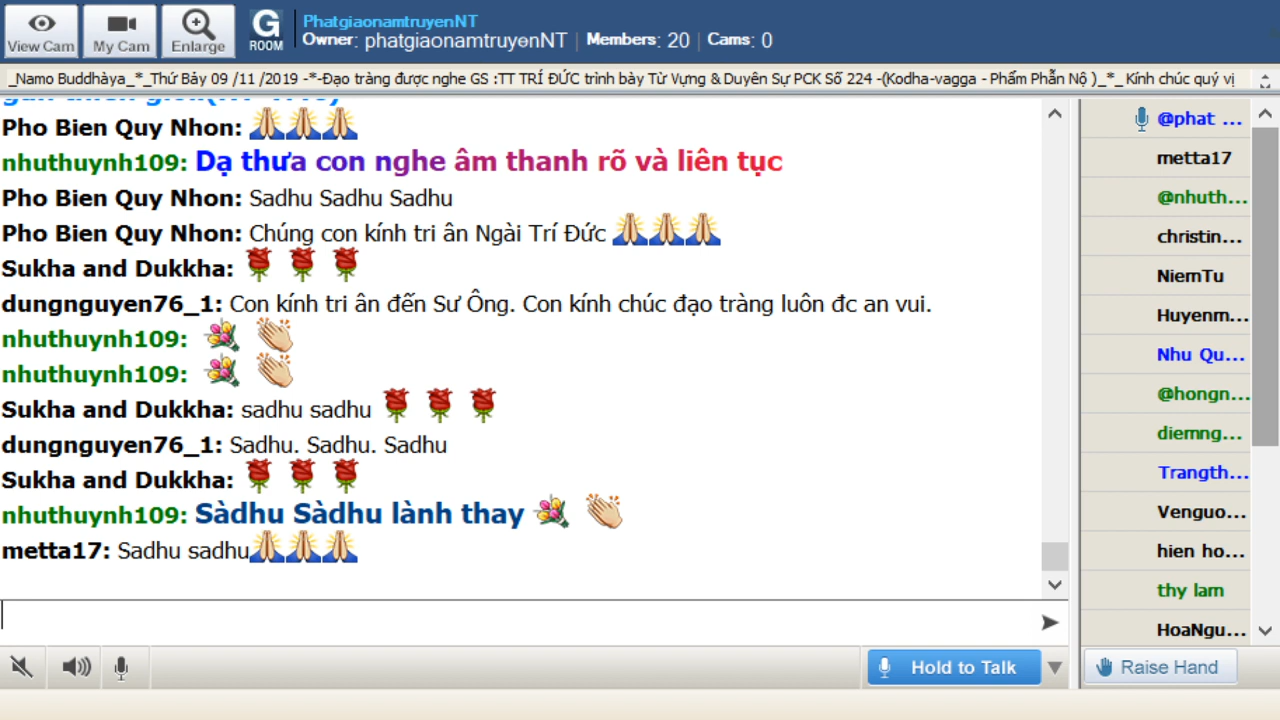 View Cam
My Cam
Enlarge
G ROOM
PhatgiaonamtruyenNT
Owner: phatgiaonamtruyenNT | Members: 20 | Cams: 0
_Namo Buddhàya_*_Thứ Bảy 09 /11 /2019 -*-Đạo tràng được nghe GS :TT TRÍ ĐỨC trình bày Từ Vựng & Duyên Sự PCK Số 224 -(Kodha-vagga - Phẩm Phẫn Nộ )_*_ Kính chúc quý vị
Pho Bien Quy Nhon: 🙏🙏🙏
nhuthuynh109: Dạ thưa con nghe âm thanh rõ và liên tục
Pho Bien Quy Nhon: Sadhu Sadhu Sadhu
Pho Bien Quy Nhon: Chúng con kính tri ân Ngài Trí Đức 🙏🙏🙏
Sukha and Dukkha: 🌹 🌹 🌹
dungnguyen76_1: Con kính tri ân đến Sư Ông. Con kính chúc đạo tràng luôn đc an vui.
nhuthuynh109: 💐 👏
nhuthuynh109: 💐 👏
Sukha and Dukkha: sadhu sadhu 🌹 🌹 🌹
dungnguyen76_1: Sadhu. Sadhu. Sadhu
Sukha and Dukkha: 🌹 🌹 🌹
nhuthuynh109: Sàdhu Sàdhu lành thay 💐 👏
metta17: Sadhu sadhu🙏🙏🙏
@phat ...
metta17
@nhuth...
christin...
NiemTu
Huyenm...
Nhu Qu...
@hongn...
diemng...
Trangth...
Venguo...
hien ho...
thy lam
HoaNgu...
Hold to Talk
Raise Hand